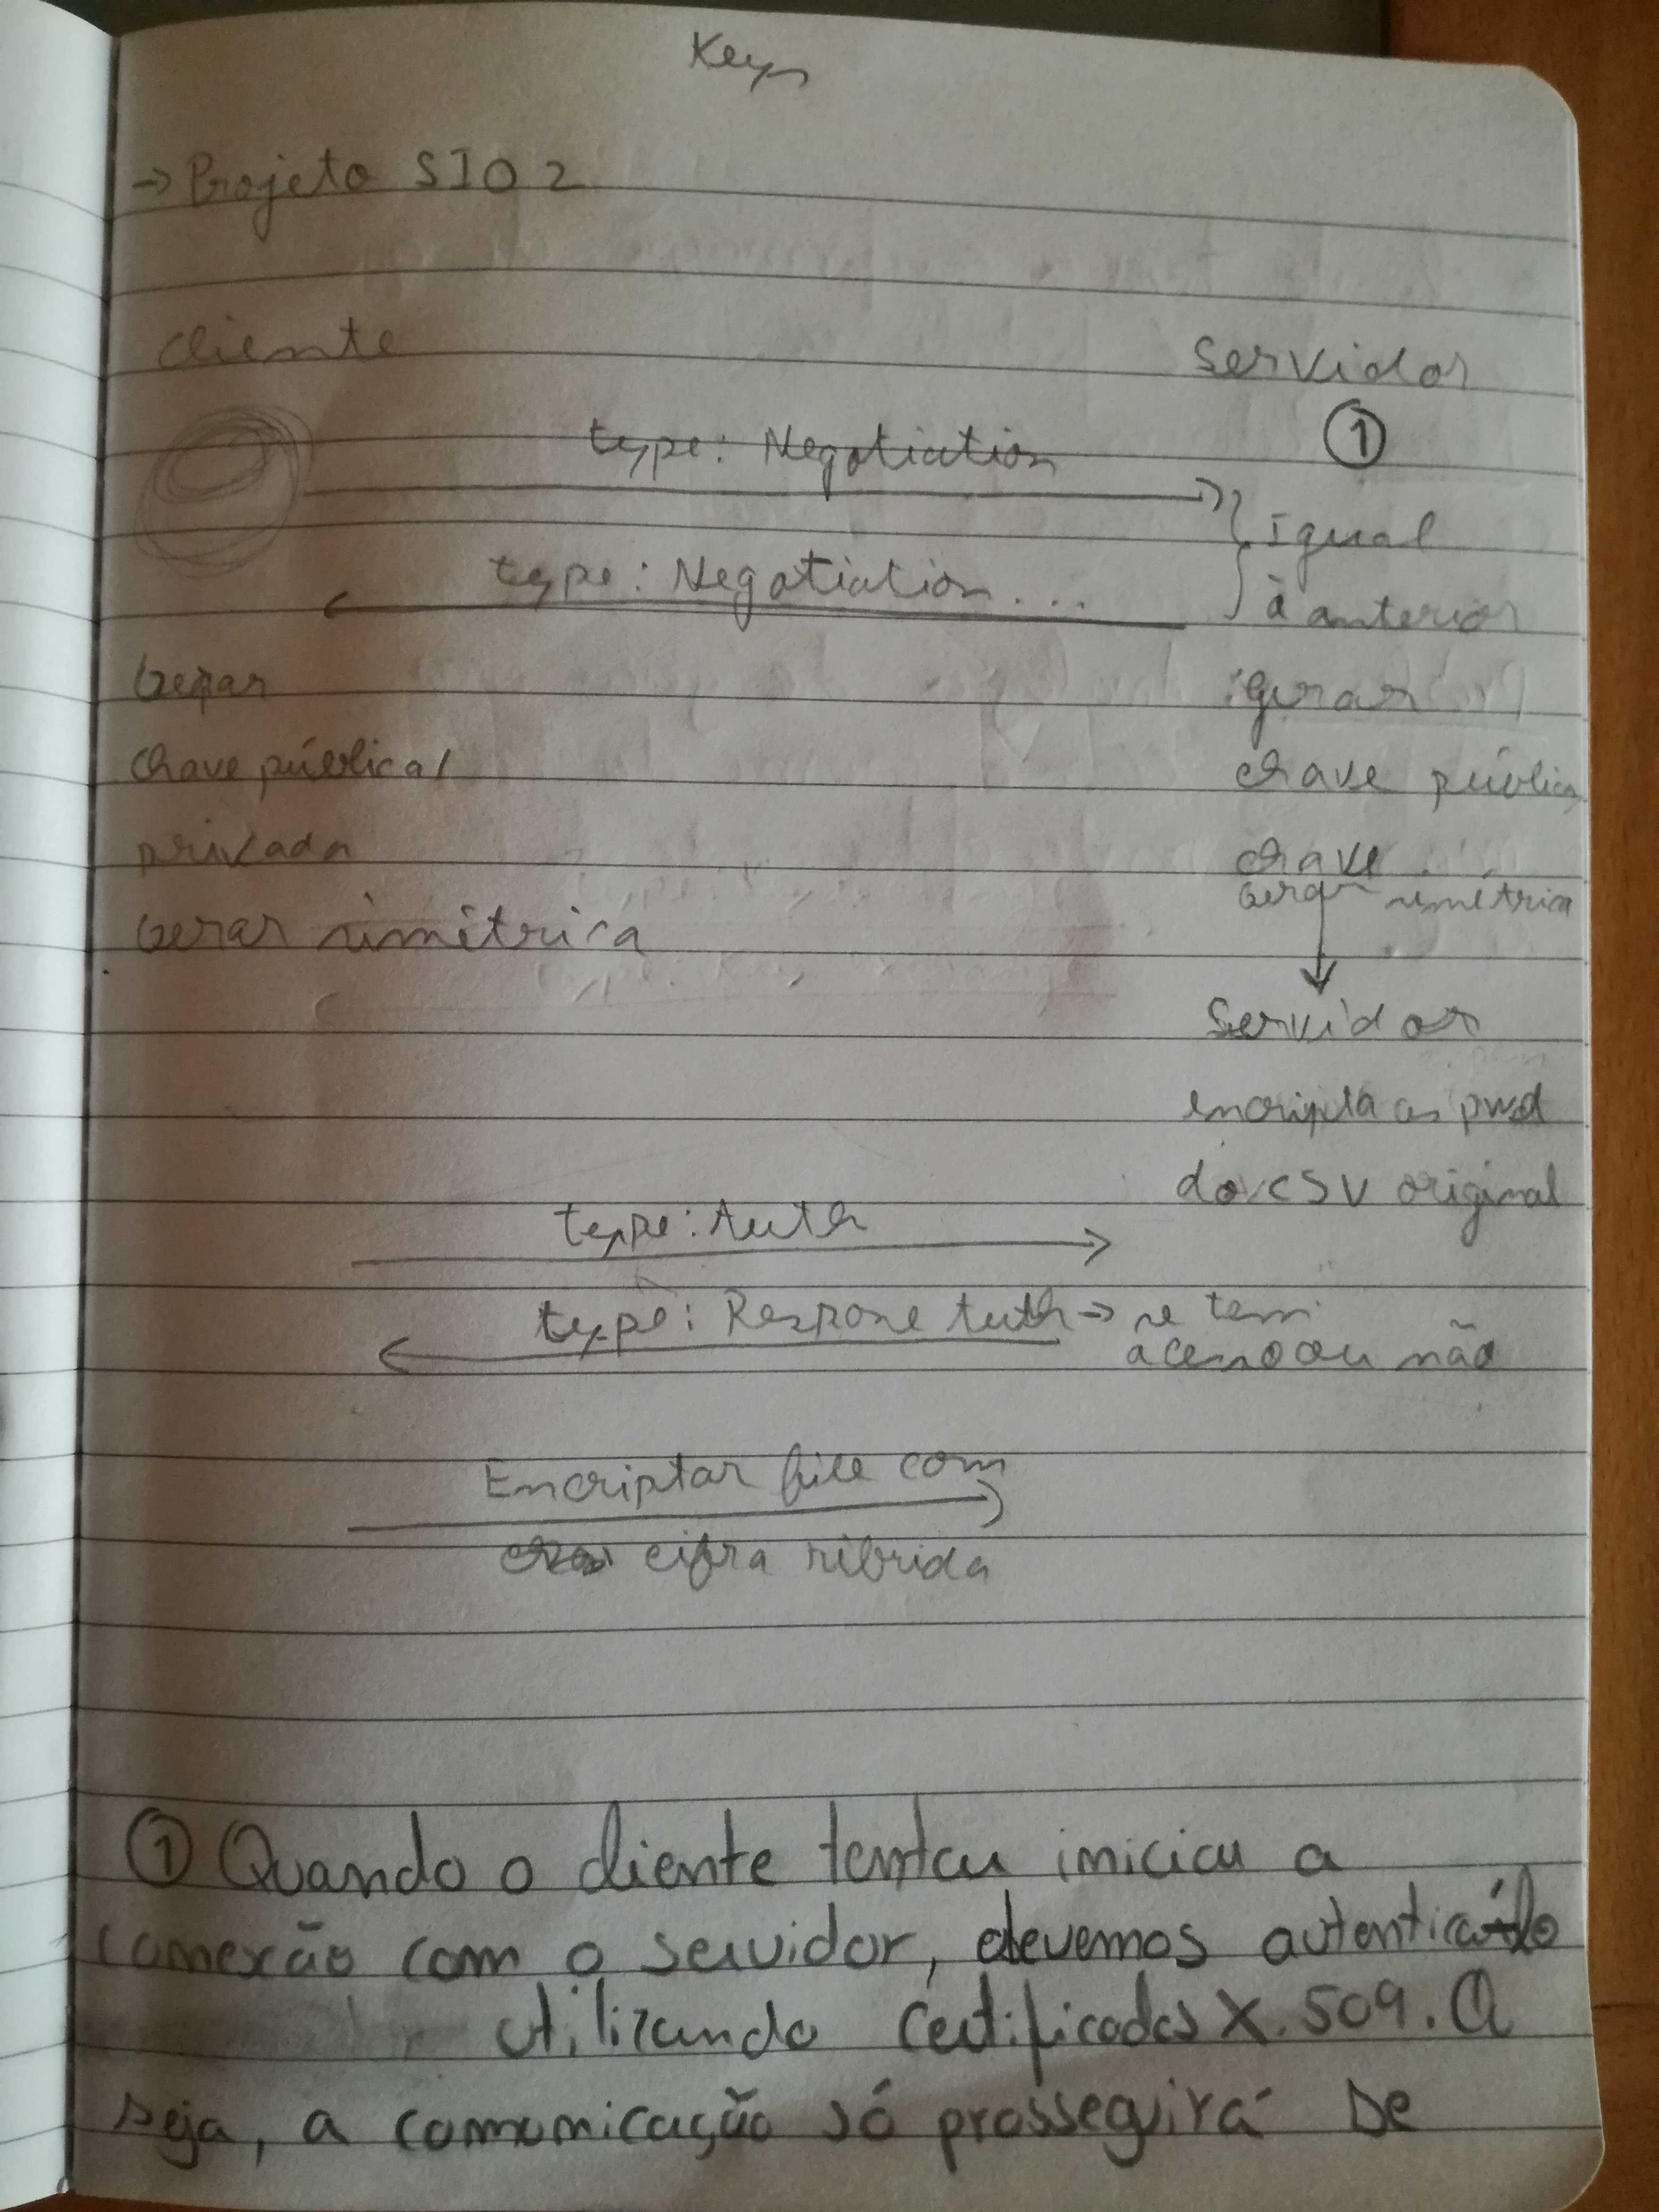 Keys
→ Projeto SIO 2
cliente
Servidor
type: Negotiation
①
type: Negotiation...
igual
à anterior
Gerar
gerar
chave pública/
chave pública
privada
chave
Gerar simétrica
Gerar simétrica
Servidor
encripta as pwd
do CSV original
type: Auth
type: Respone Auth → se tem
acesso ou não
Encriptar file com
cifra híbrida
① Quando o cliente tentar iniciar a
comexão com o servidor, devemos autenticá-lo
utilizando certificados X.509. O
seja, a comunicação só prosseguirá se